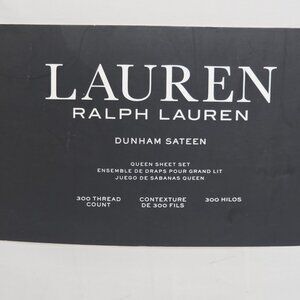 LAUREN
RALPH LAUREN
DUNHAM SATEEN
QUEEN SHEET SET
ENSEMBLE DE DRAPS POUR GRAND LIT
JUEGO DE SÁBANAS QUEEN
300 THREAD COUNT
CONTEXTURE DE 300 FILS
300 HILOS